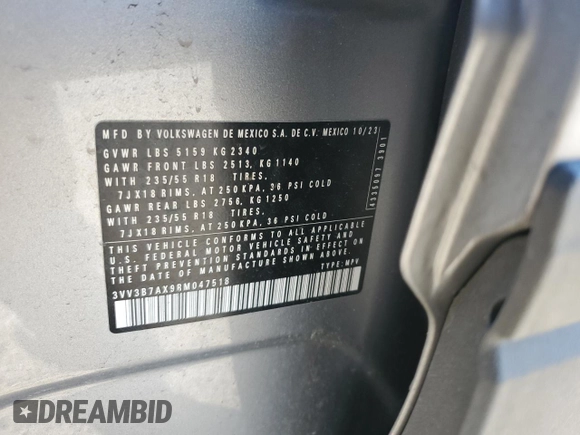 MFD BY VOLKSWAGEN DE MEXICO S.A. DE C.V. MEXICO 10/23
GVWR LBS 5159 KG 2340
GAWR FRONT LBS 2513, KG 1140
WITH 235/55 R18 TIRES.
7JX18 RIMS, AT 250 KPA, 36 PSI COLD
GAWR REAR LBS 2756, KG 1250
WITH 235/55 R18 TIRES.
7JX18 RIMS, AT 250 KPA, 36 PSI COLD
THIS VEHICLE CONFORMS TO ALL APPLICABLE
U.S. FEDERAL MOTOR VEHICLE SAFETY AND
THEFT PREVENTION STANDARDS IN EFFECT ON
THE DATE OF MANUFACTURE SHOWN ABOVE.
3VV3B7AX9RM047518 TYPE: MPV
4335067 3901
DREAMBID